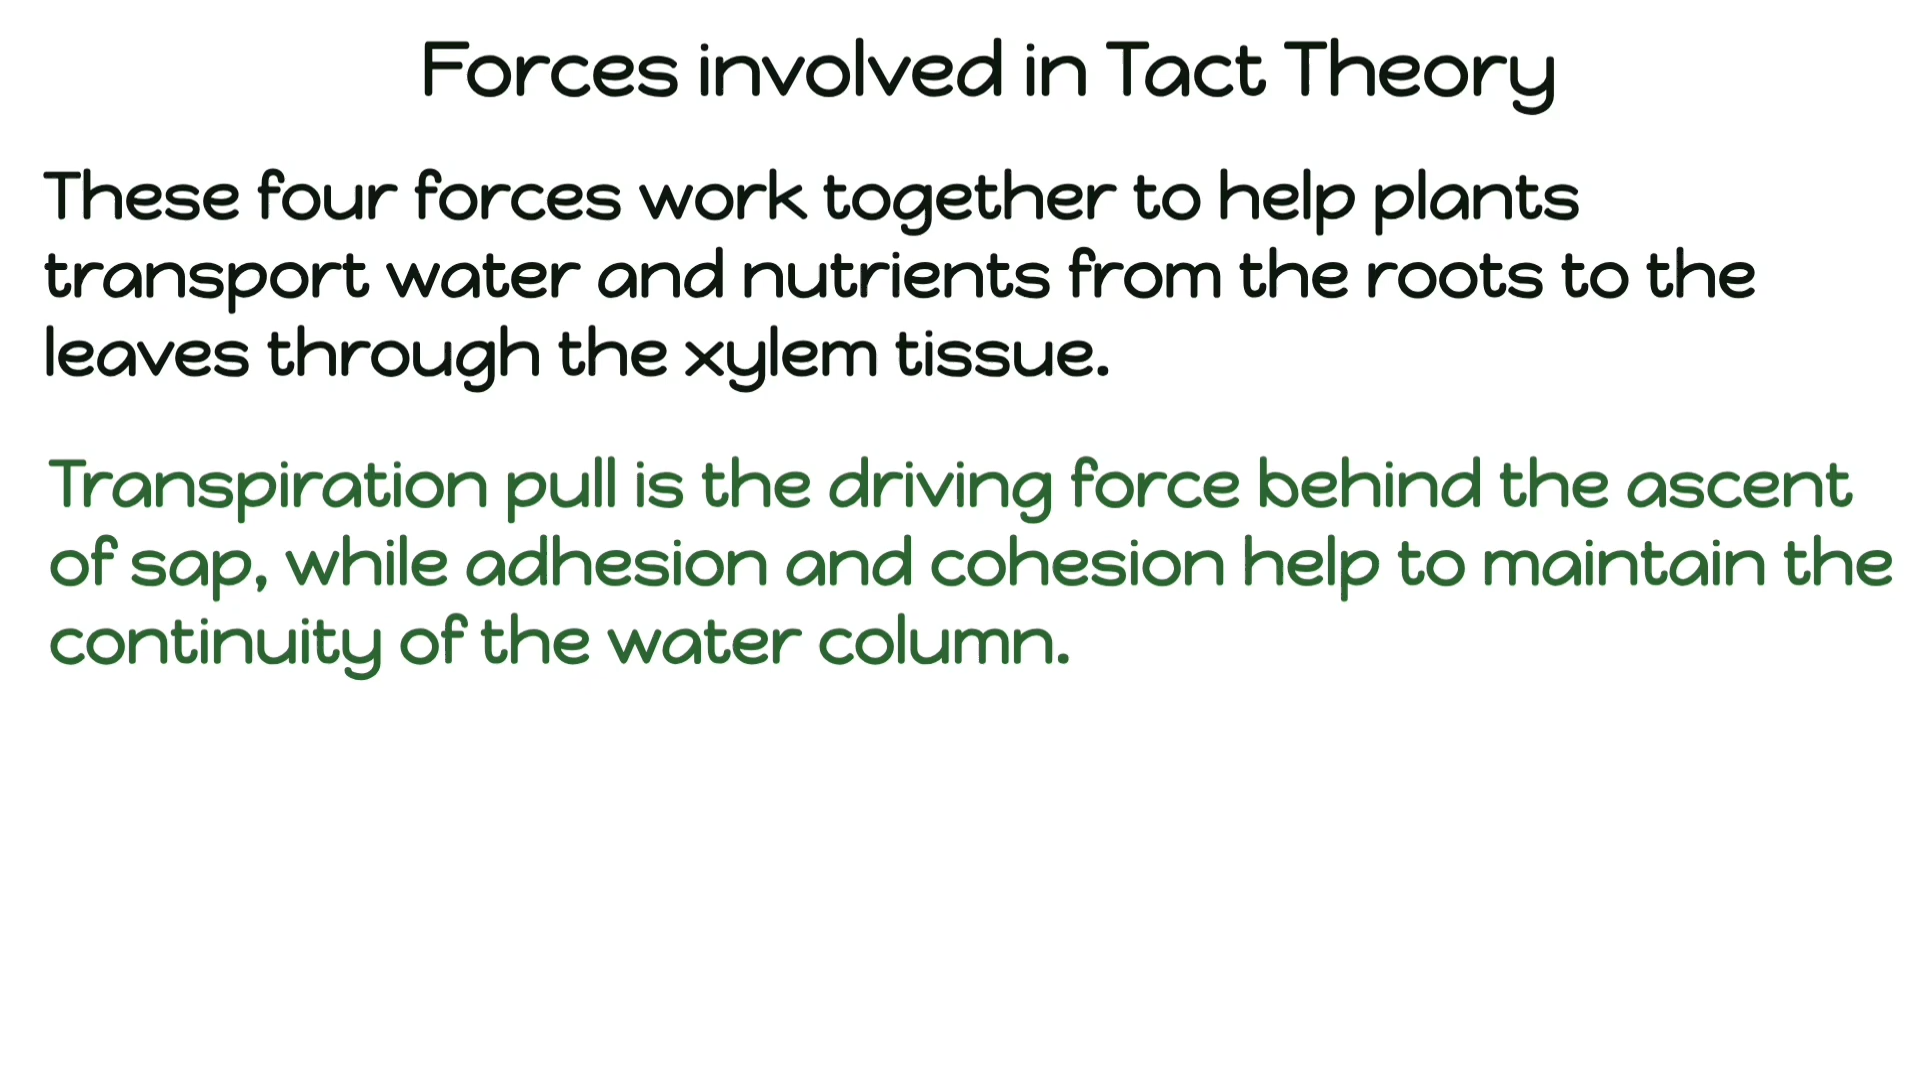 Forces involved in Tact Theory
These four forces work together to help plants
transport water and nutrients from the roots to the
leaves through the xylem tissue.
Transpiration pull is the driving force behind the ascent
of sap, while adhesion and cohesion help to maintain the
continuity of the water column.